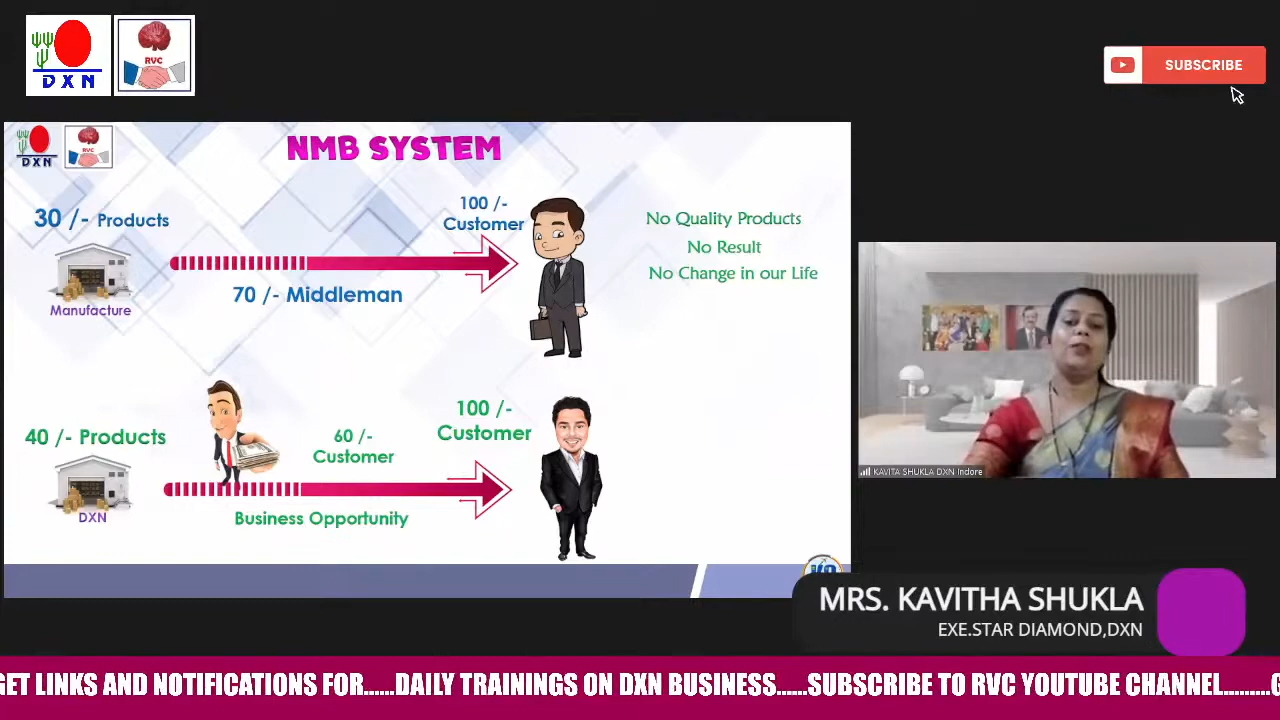 DXN
RVC
SUBSCRIBE
DXN
NMB SYSTEM
30 /- Products
100 /-
Customer
No Quality Products
No Result
No Change in our Life
70 /- Middleman
Manufacture
40 /- Products
60 /-
Customer
100 /-
Customer
DXN
Business Opportunity
KAVITA SHUKLA DXN Indore
MRS. KAVITHA SHUKLA
EXE.STAR DIAMOND,DXN
GET LINKS AND NOTIFICATIONS FOR......DAILY TRAININGS ON DXN BUSINESS......SUBSCRIBE TO RVC YOUTUBE CHANNEL.........G